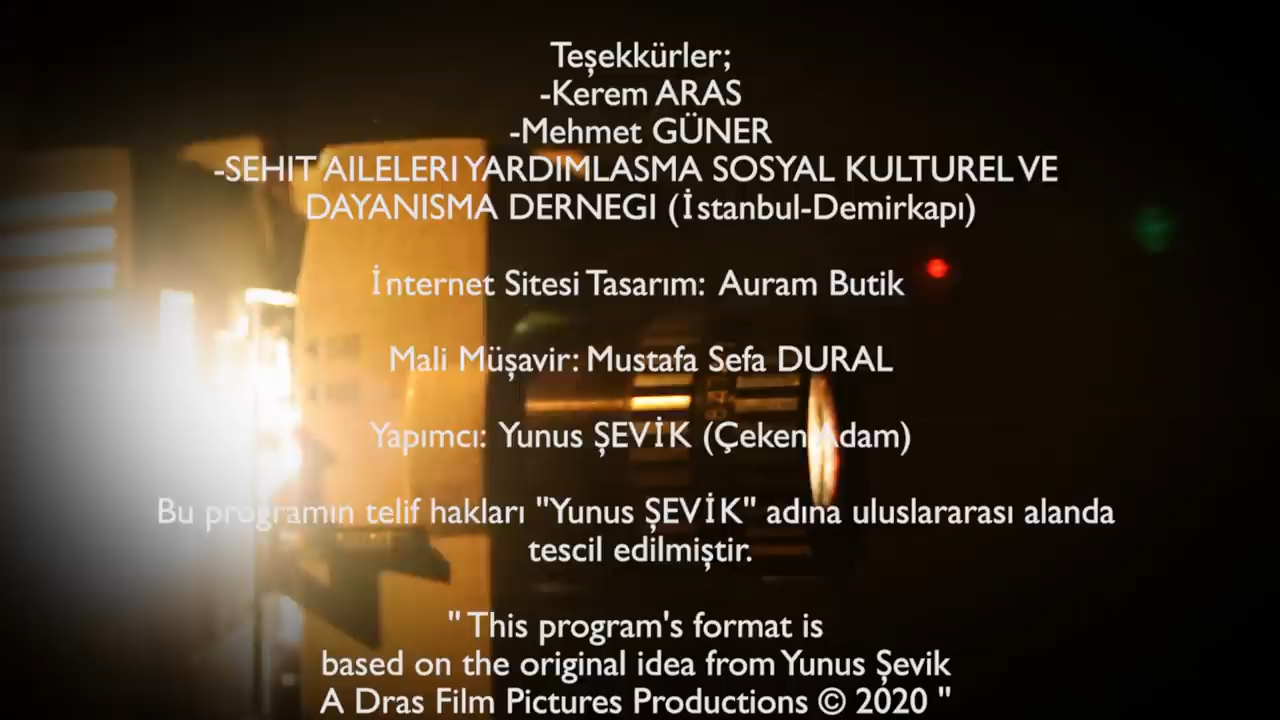 Teşekkürler;
-Kerem ARAS
-Mehmet GÜNER
-SEHIT AILELERI YARDIMLASMA SOSYAL KULTUREL VE
DAYANISMA DERNEGI (İstanbul-Demirkapı)
İnternet Sitesi Tasarım: Auram Butik
Mali Müşavir: Mustafa Sefa DURAL
Yapımcı: Yunus ŞEVİK (Çeken Adam)
Bu programın telif hakları "Yunus ŞEVİK" adına uluslararası alanda
tescil edilmiştir.
" This program's format is
based on the original idea from Yunus Şevik
A Dras Film Pictures Productions © 2020 "